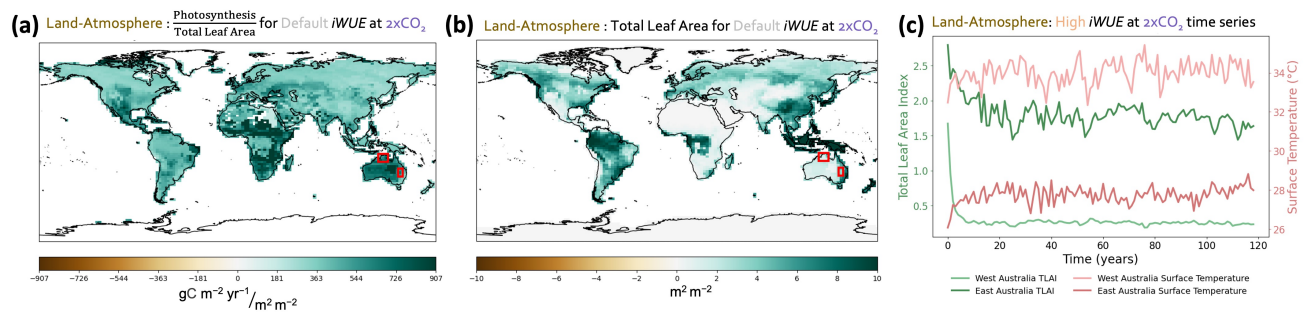 (a) Land-Atmosphere : Photosynthesis/Total Leaf Area for Default iWUE at 2xCO₂
−907 −726 −544 −363 −181 0 181 363 544 726 907
gC m⁻² yr⁻¹/m² m⁻²
(b) Land-Atmosphere : Total Leaf Area for Default iWUE at 2xCO₂
−10 −8 −6 −4 −2 0 2 4 6 8 10
m² m⁻²
(c) Land-Atmosphere: High iWUE at 2xCO₂ time series
Total Leaf Area Index
2.5
2.0
1.5
1.0
0.5
34
32
30
28
26
Surface Temperature (°C)
0 20 40 60 80 100 120
Time (years)
West Australia TLAI
East Australia TLAI
West Australia Surface Temperature
East Australia Surface Temperature